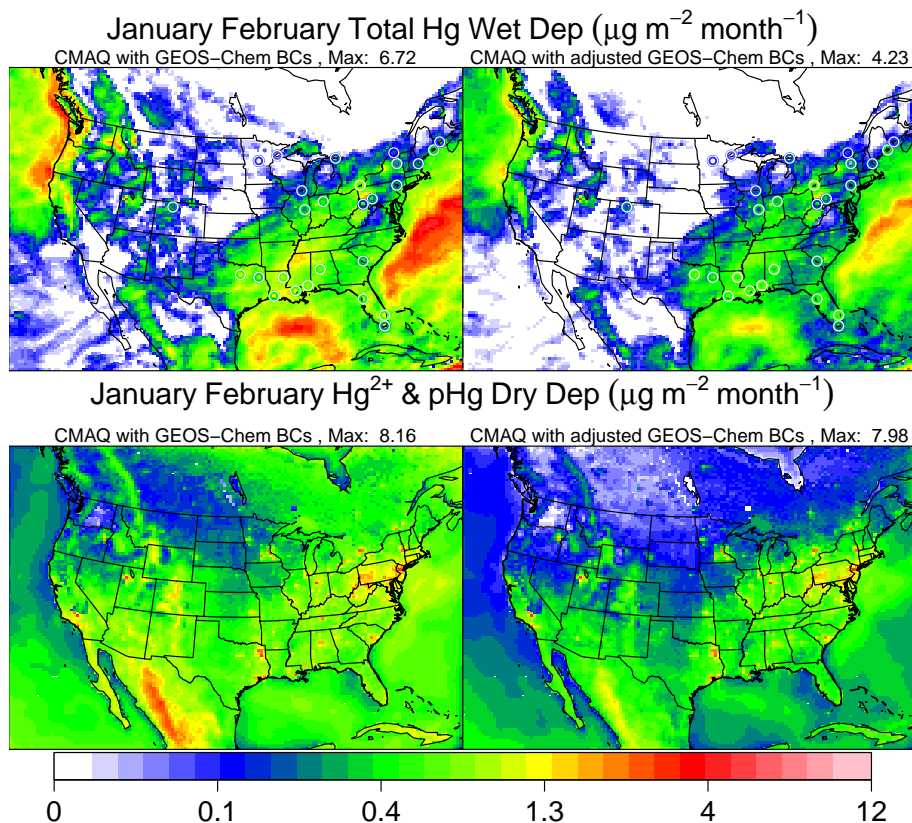 January February Total Hg Wet Dep (μg m⁻² month⁻¹)
CMAQ with GEOS−Chem BCs , Max: 6.72
CMAQ with adjusted GEOS−Chem BCs , Max: 4.23
January February Hg²⁺ & pHg Dry Dep (μg m⁻² month⁻¹)
CMAQ with GEOS−Chem BCs , Max: 8.16
CMAQ with adjusted GEOS−Chem BCs , Max: 7.98
0 0.1 0.4 1.3 4 12